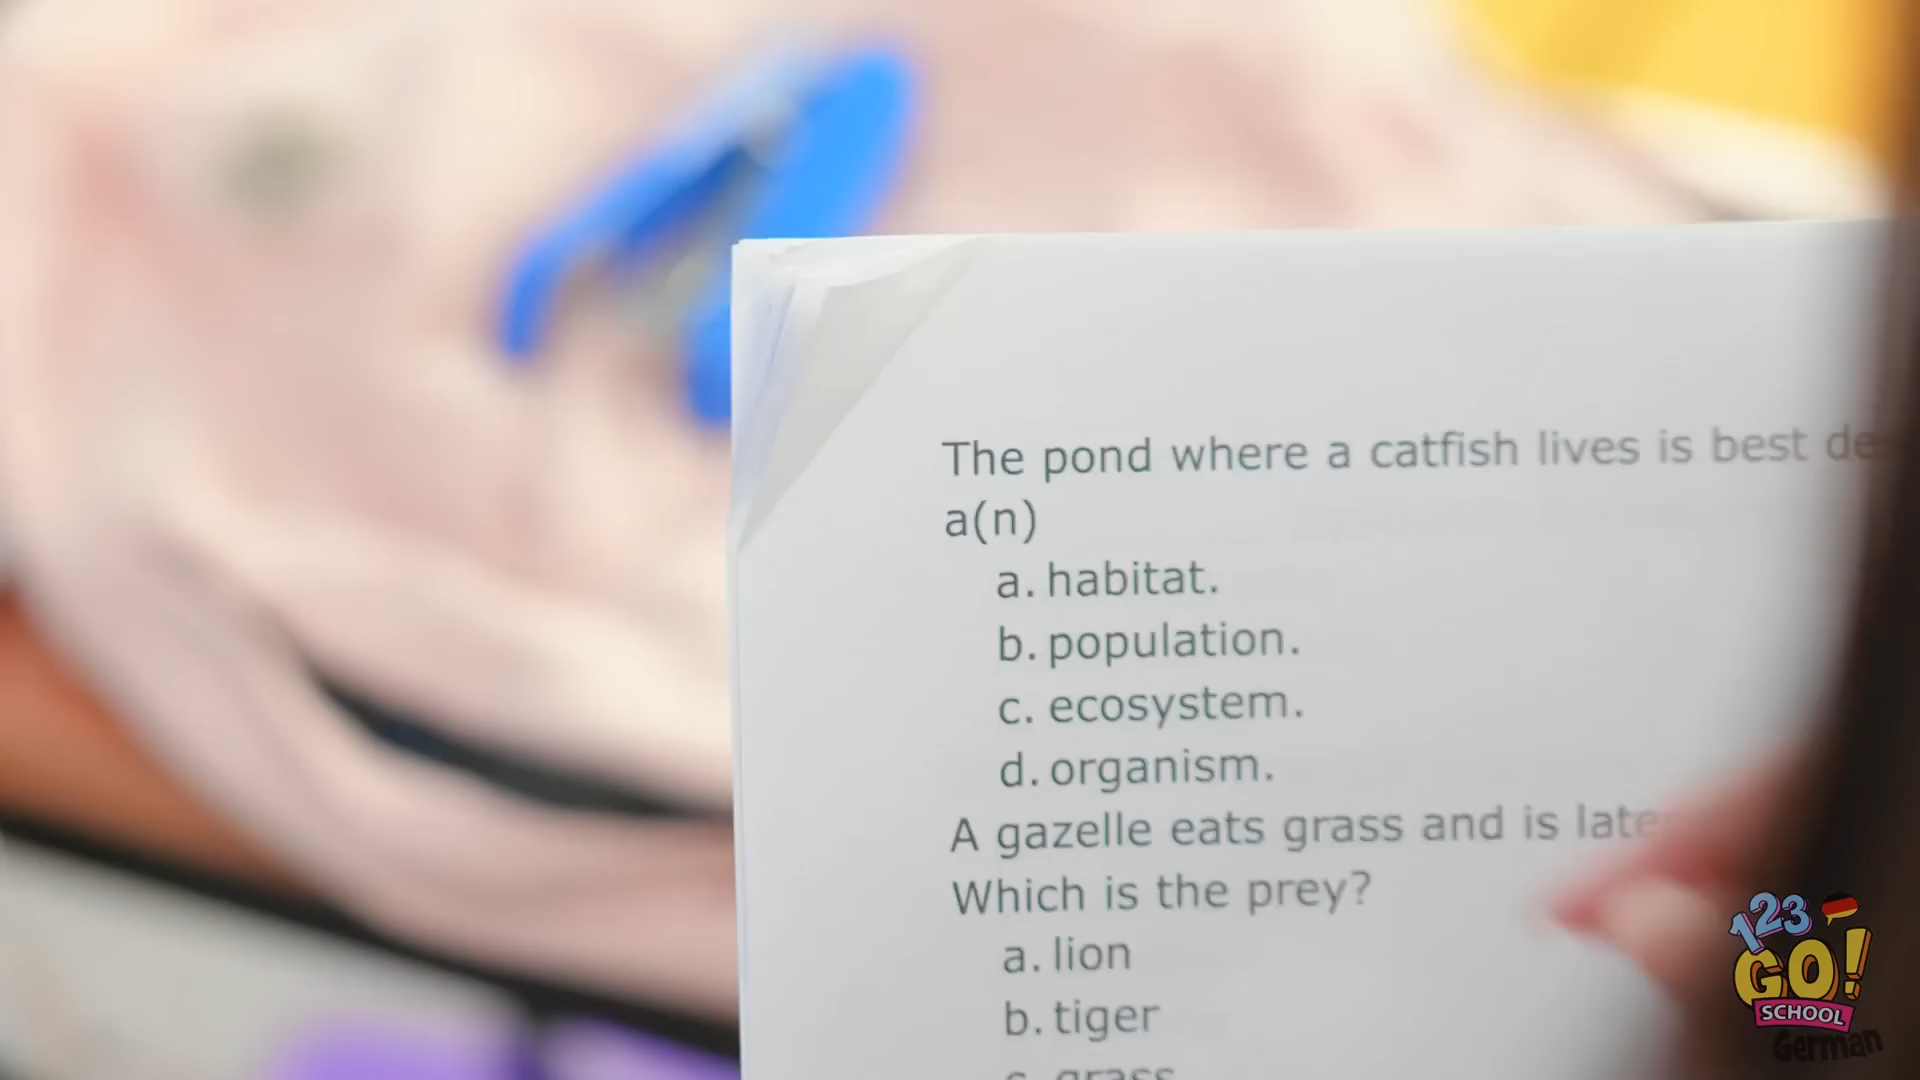 The pond where a catfish lives is best de
a(n)
a. habitat.
b. population.
c. ecosystem.
d. organism.
A gazelle eats grass and is late
Which is the prey?
a. lion
b. tiger
c. grass
123
GO!
SCHOOL
German